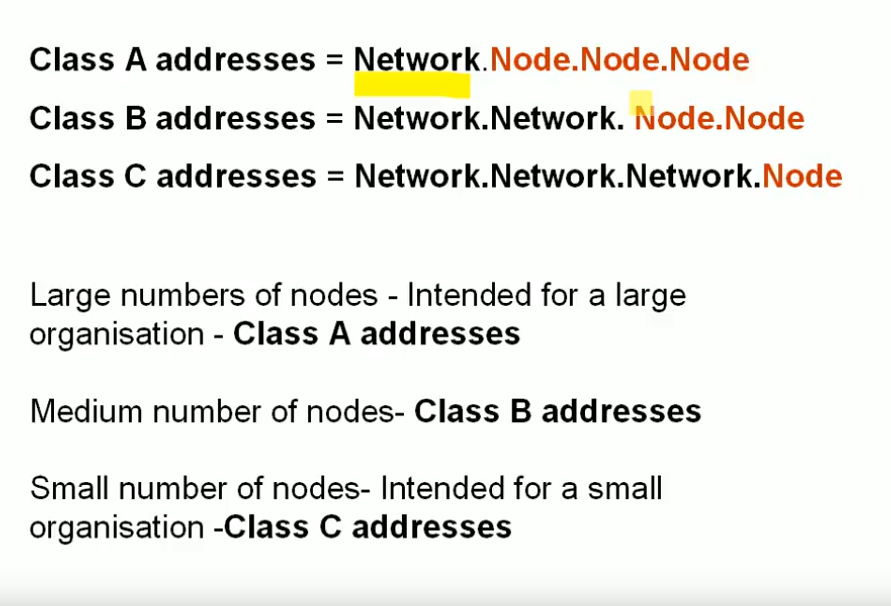 Class A addresses = Network.Node.Node.Node
Class B addresses = Network.Network. Node.Node
Class C addresses = Network.Network.Network.Node
Large numbers of nodes - Intended for a large
organisation - Class A addresses
Medium number of nodes- Class B addresses
Small number of nodes- Intended for a small
organisation -Class C addresses